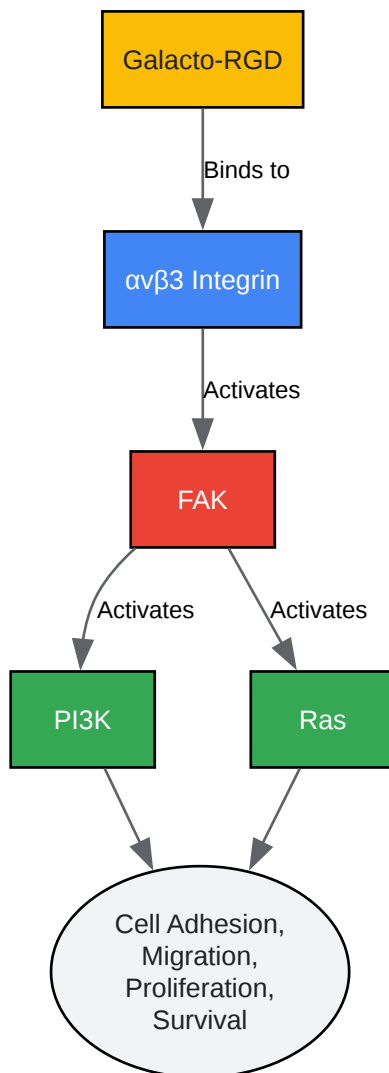 Galacto-RGD
Binds to
αvβ3 Integrin
Activates
FAK
Activates
Activates
PI3K
Ras
Cell Adhesion,
Migration,
Proliferation,
Survival